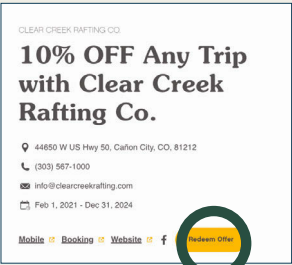 CLEAR CREEK RAFTING CO.
10% OFF Any Trip
with Clear Creek
Rafting Co.
44650 W US Hwy 50, Cañon City, CO, 81212
(303) 567-1000
info@clearcreekrafting.com
Feb 1, 2021 - Dec 31, 2024
Mobile Booking Website f Redeem Offer